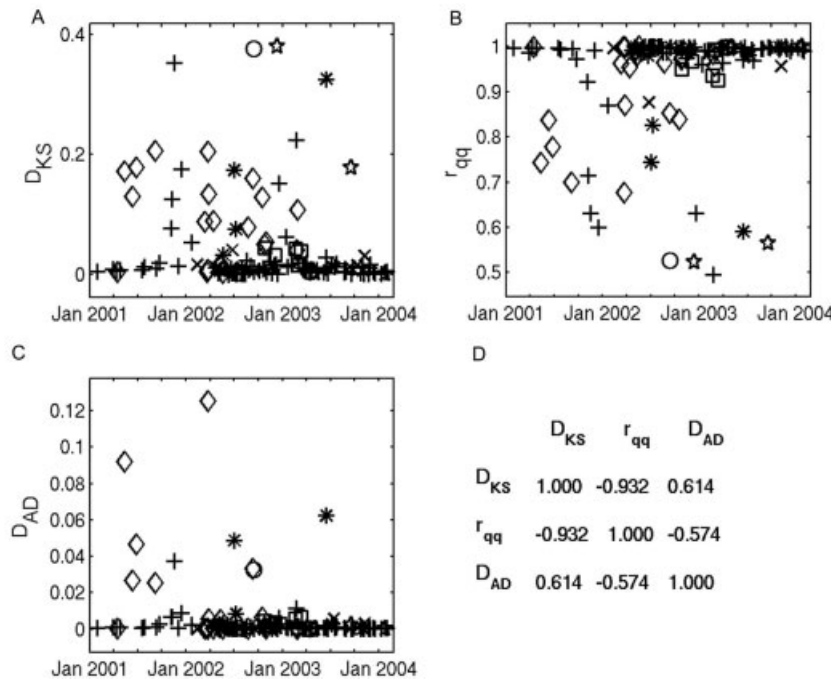 A
B
0.4
0.2
0
D_KS
Jan 2001 Jan 2002 Jan 2003 Jan 2004
1
0.9
0.8
0.7
0.6
0.5
r_qq
Jan 2001 Jan 2002 Jan 2003 Jan 2004
C
D
0.12
0.1
0.08
0.06
0.04
0.02
0
D_AD
Jan 2001 Jan 2002 Jan 2003 Jan 2004
D_KS r_qq D_AD
D_KS 1.000 -0.932 0.614
r_qq -0.932 1.000 -0.574
D_AD 0.614 -0.574 1.000